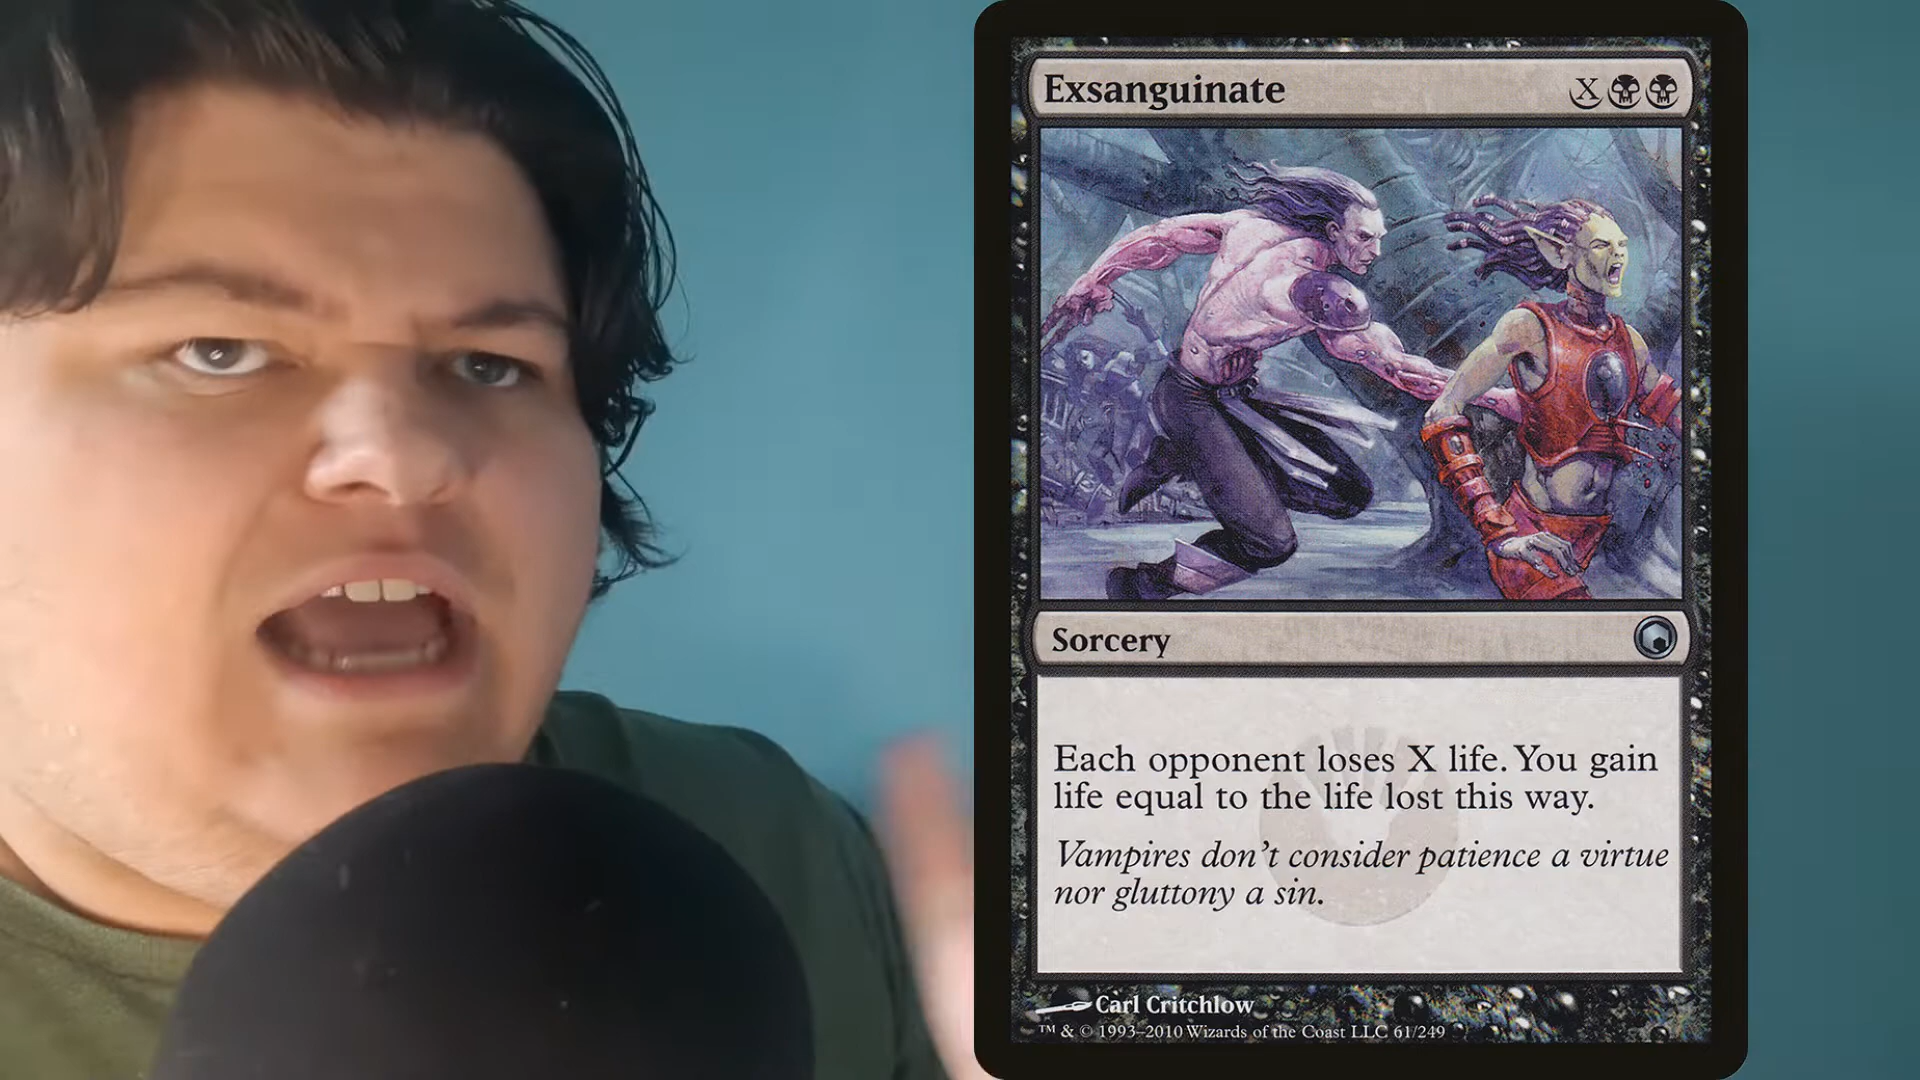 Exsanguinate X
Sorcery
Each opponent loses X life. You gain
life equal to the life lost this way.
Vampires don't consider patience a virtue
nor gluttony a sin.
Carl Critchlow
™ & © 1993–2010 Wizards of the Coast LLC 61/249